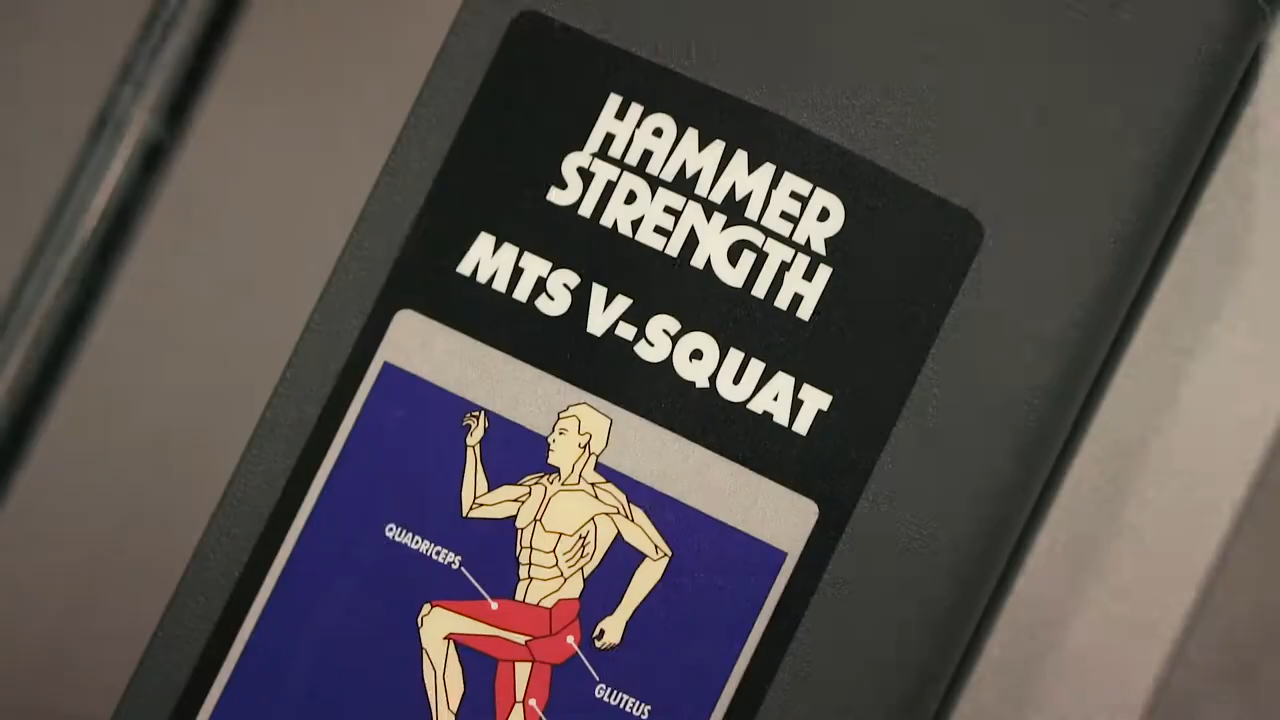 HAMMER
STRENGTH
MTS V-SQUAT
QUADRICEPS
GLUTEUS